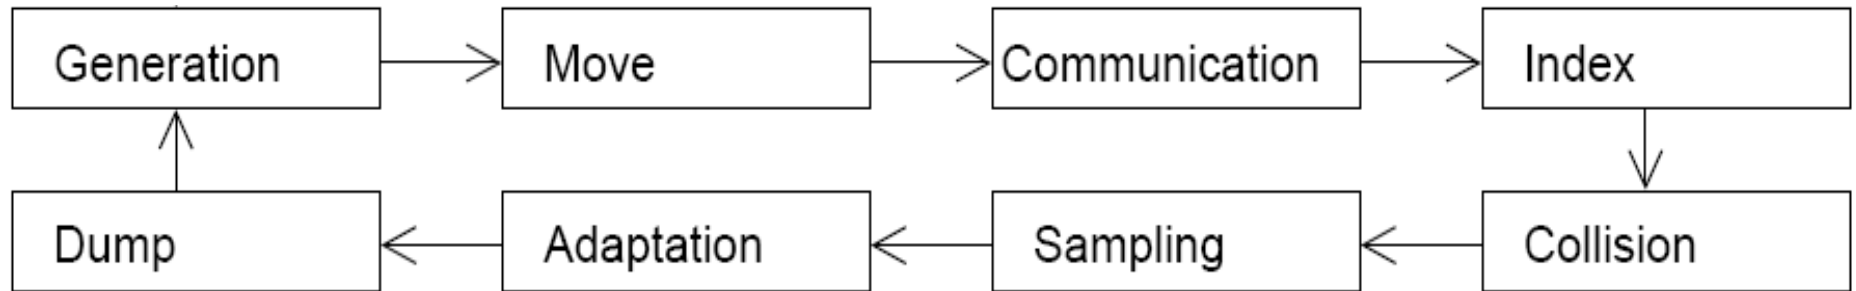 Generation
Move
Communication
Index
Dump
Adaptation
Sampling
Collision